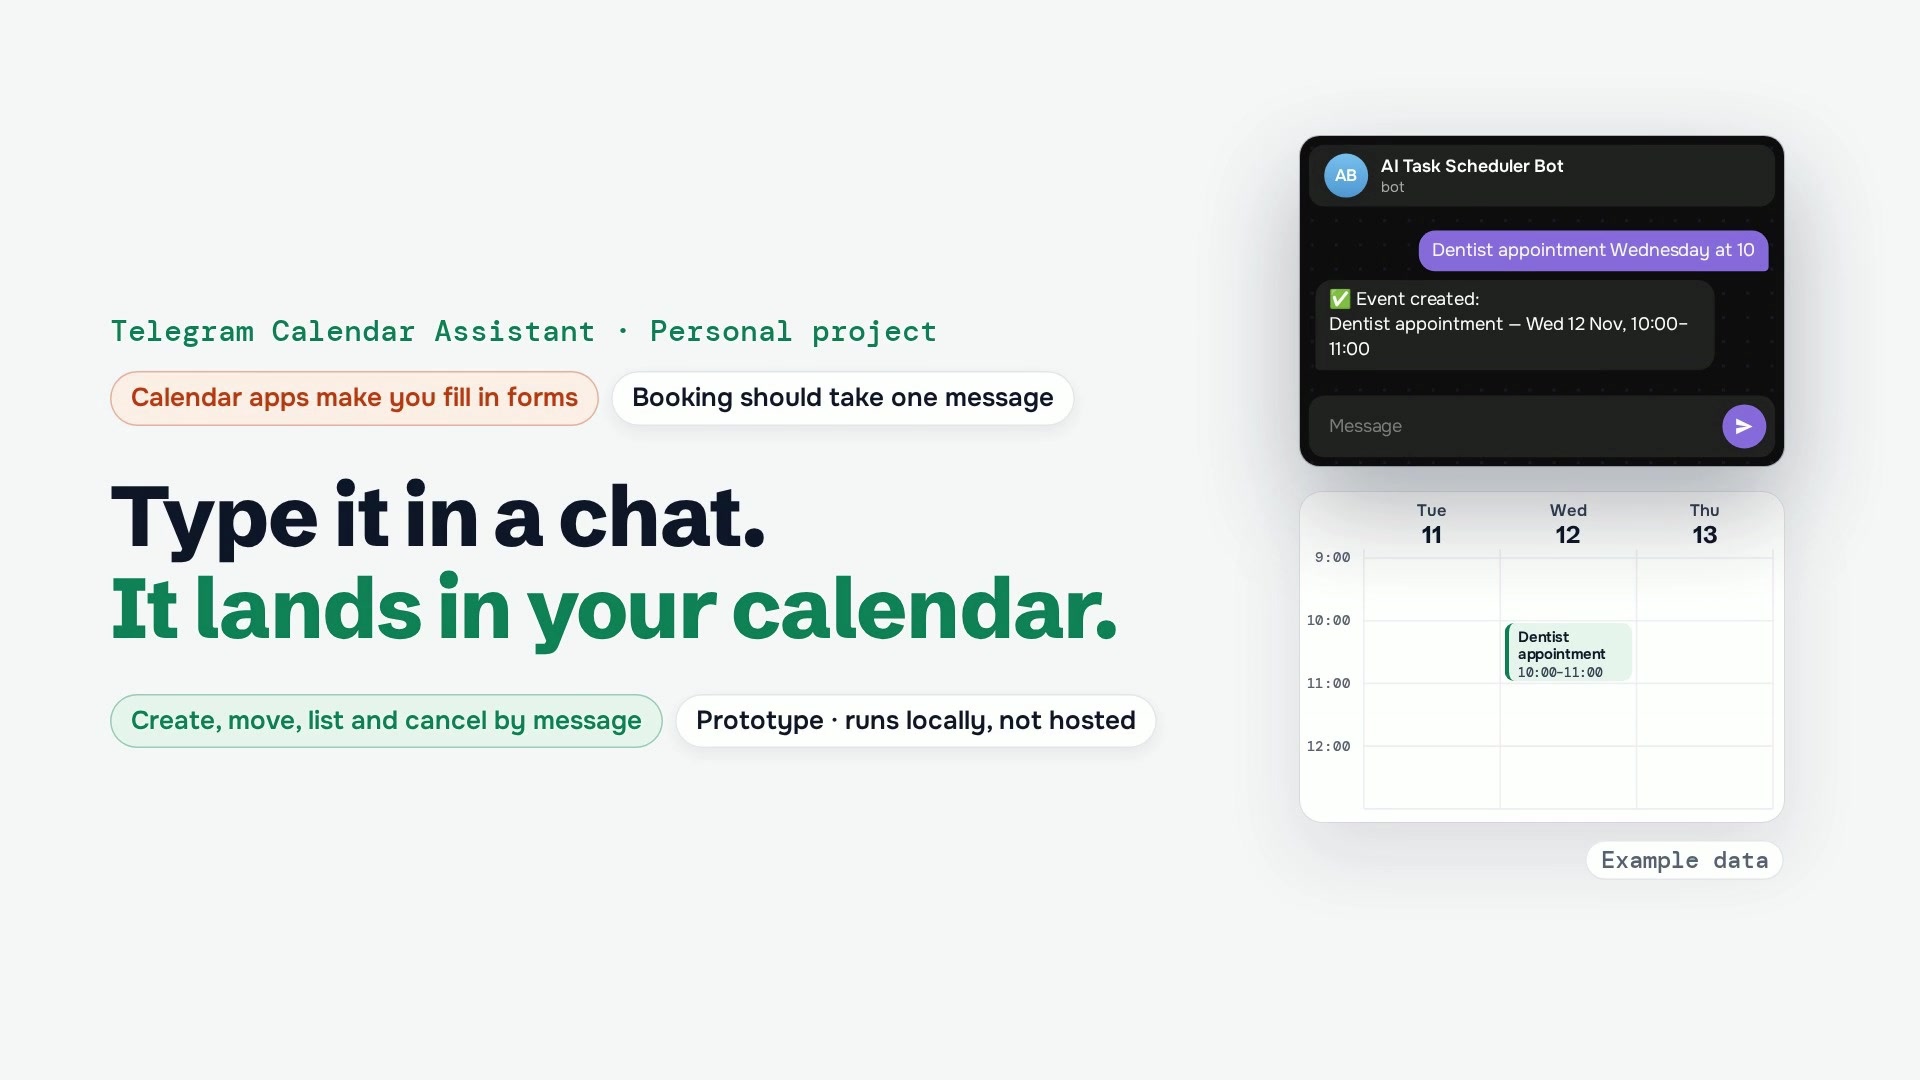 Telegram Calendar Assistant · Personal project
Calendar apps make you fill in forms
Booking should take one message
Type it in a chat.
It lands in your calendar.
Create, move, list and cancel by message
Prototype · runs locally, not hosted
AB
AI Task Scheduler Bot
bot
Dentist appointment Wednesday at 10
✅ Event created:
Dentist appointment — Wed 12 Nov, 10:00–
11:00
Message
Tue
11
Wed
12
Thu
13
9:00
10:00
Dentist
appointment
10:00–11:00
11:00
12:00
Example data